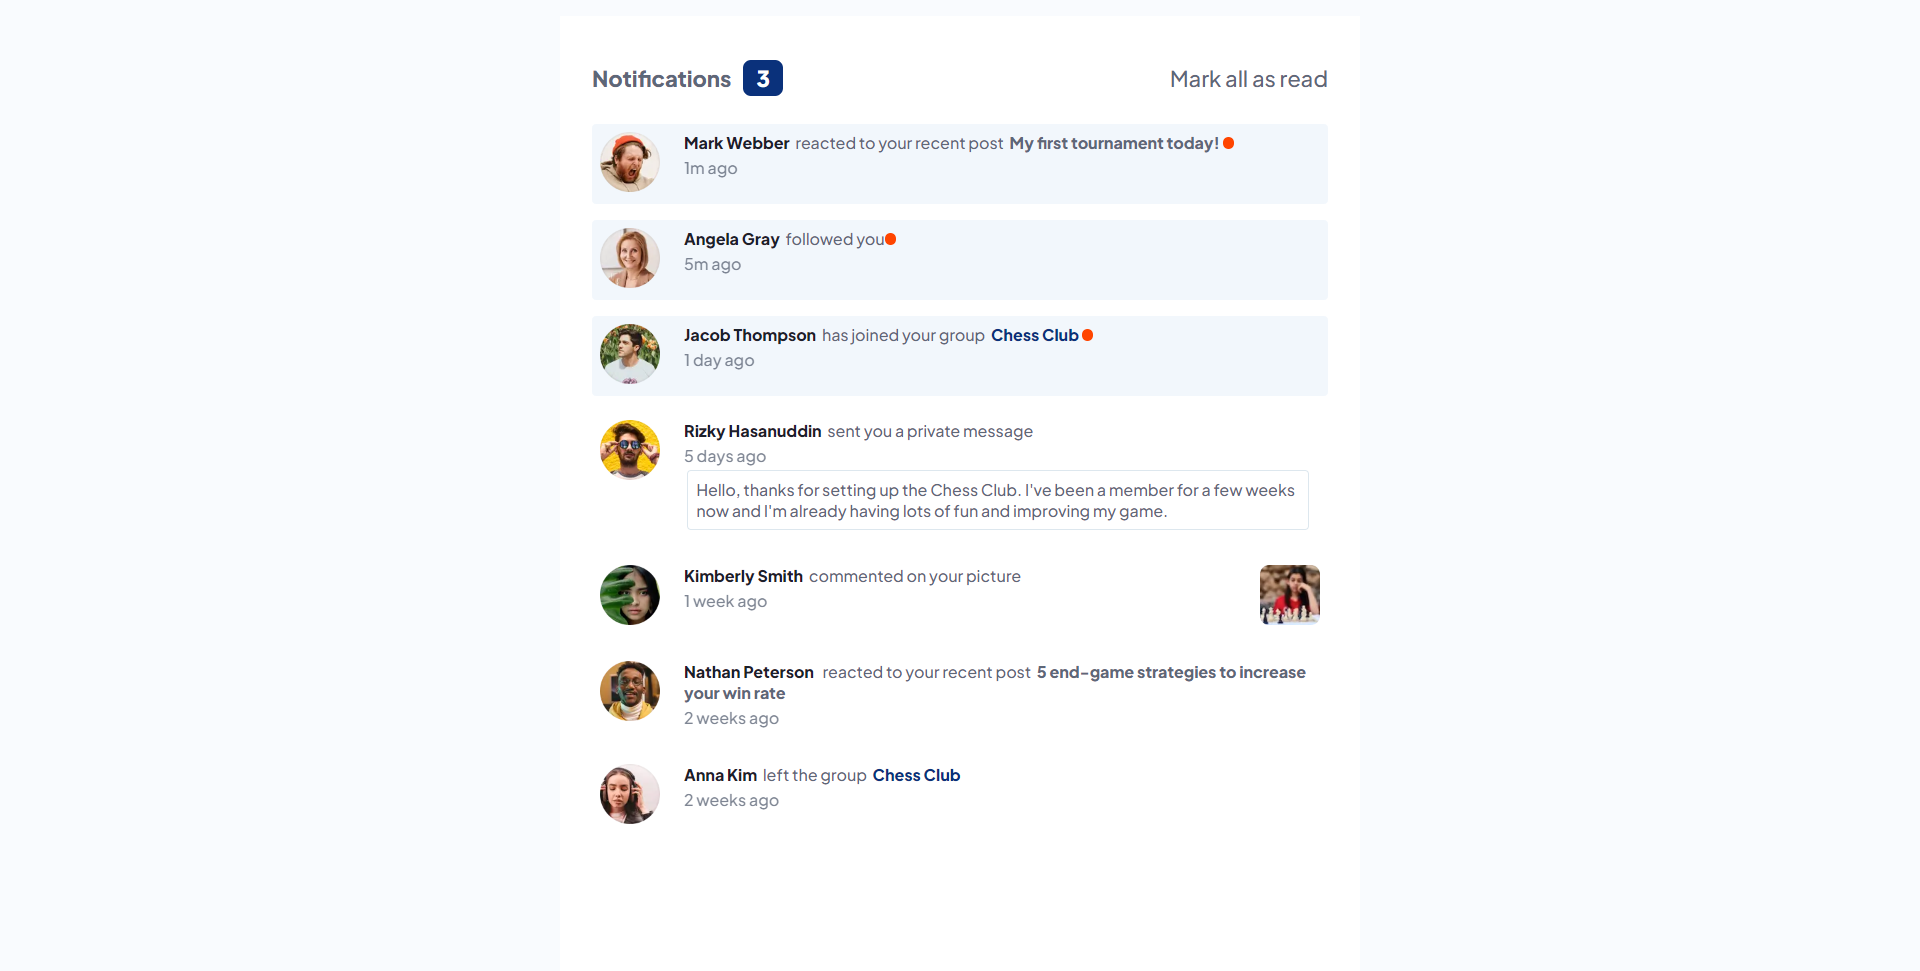 Notifications 3
Mark all as read
Mark Webber reacted to your recent post My first tournament today!
1m ago
Angela Gray followed you
5m ago
Jacob Thompson has joined your group Chess Club
1 day ago
Rizky Hasanuddin sent you a private message
5 days ago
Hello, thanks for setting up the Chess Club. I've been a member for a few weeks
now and I'm already having lots of fun and improving my game.
Kimberly Smith commented on your picture
1 week ago
Nathan Peterson reacted to your recent post 5 end-game strategies to increase
your win rate
2 weeks ago
Anna Kim left the group Chess Club
2 weeks ago